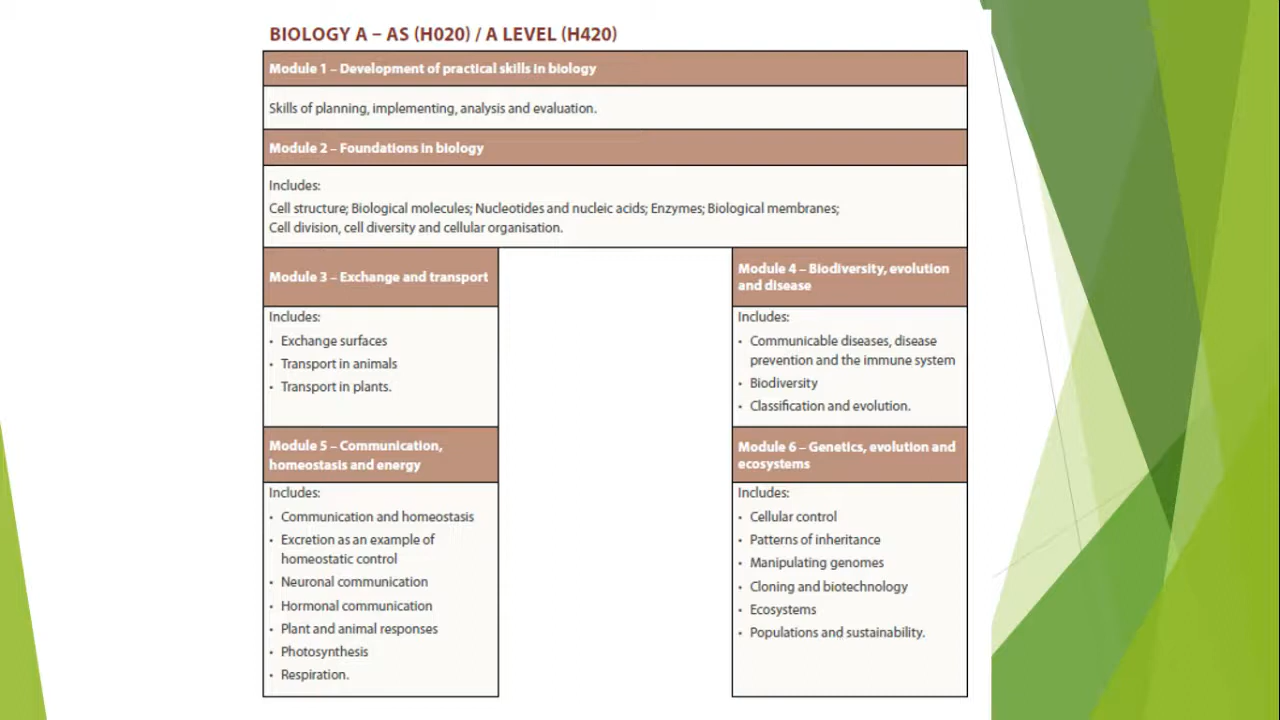 BIOLOGY A – AS (H020) / A LEVEL (H420)
Module 1 – Development of practical skills in biology
Skills of planning, implementing, analysis and evaluation.
Module 2 – Foundations in biology
Includes:
Cell structure; Biological molecules; Nucleotides and nucleic acids; Enzymes; Biological membranes;
Cell division, cell diversity and cellular organisation.
Module 3 – Exchange and transport
Includes:
• Exchange surfaces
• Transport in animals
• Transport in plants.
Module 4 – Biodiversity, evolution
and disease
Includes:
• Communicable diseases, disease
prevention and the immune system
• Biodiversity
• Classification and evolution.
Module 5 – Communication,
homeostasis and energy
Includes:
• Communication and homeostasis
• Excretion as an example of
homeostatic control
• Neuronal communication
• Hormonal communication
• Plant and animal responses
• Photosynthesis
• Respiration.
Module 6 – Genetics, evolution and
ecosystems
Includes:
• Cellular control
• Patterns of inheritance
• Manipulating genomes
• Cloning and biotechnology
• Ecosystems
• Populations and sustainability.